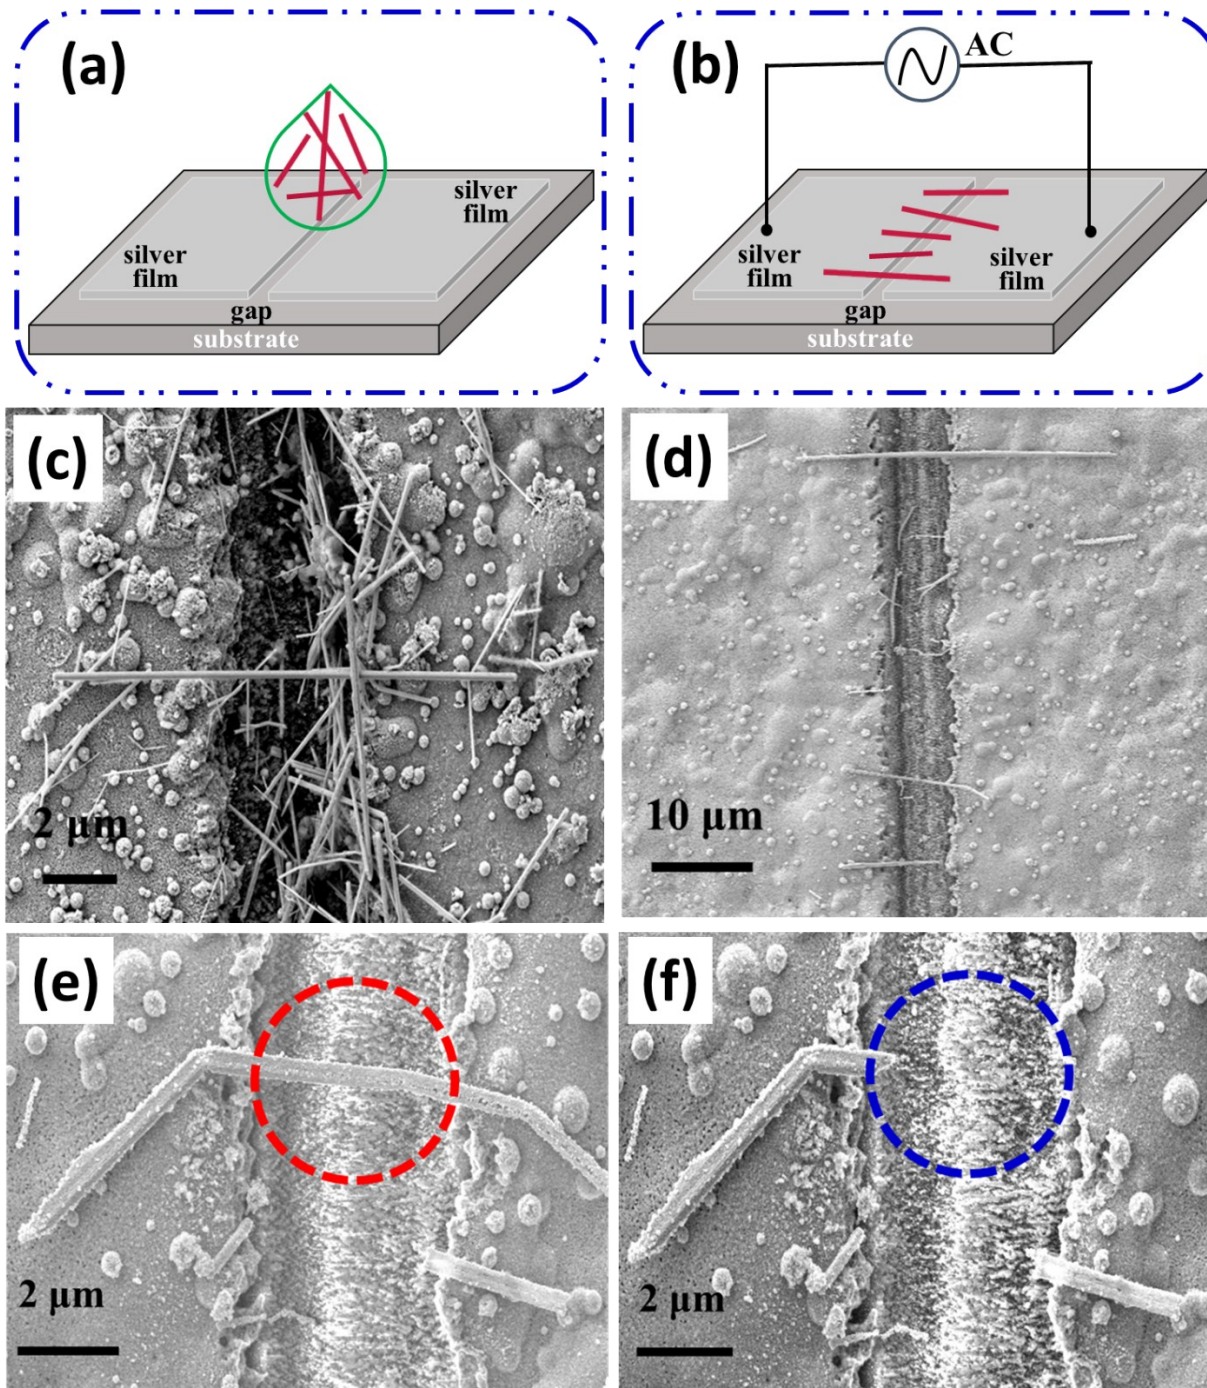 (a)
silver
film
silver
film
gap
substrate
(b)
AC
silver
film
silver
film
gap
substrate
(c)
2 μm
(d)
10 μm
(e)
2 μm
(f)
2 μm